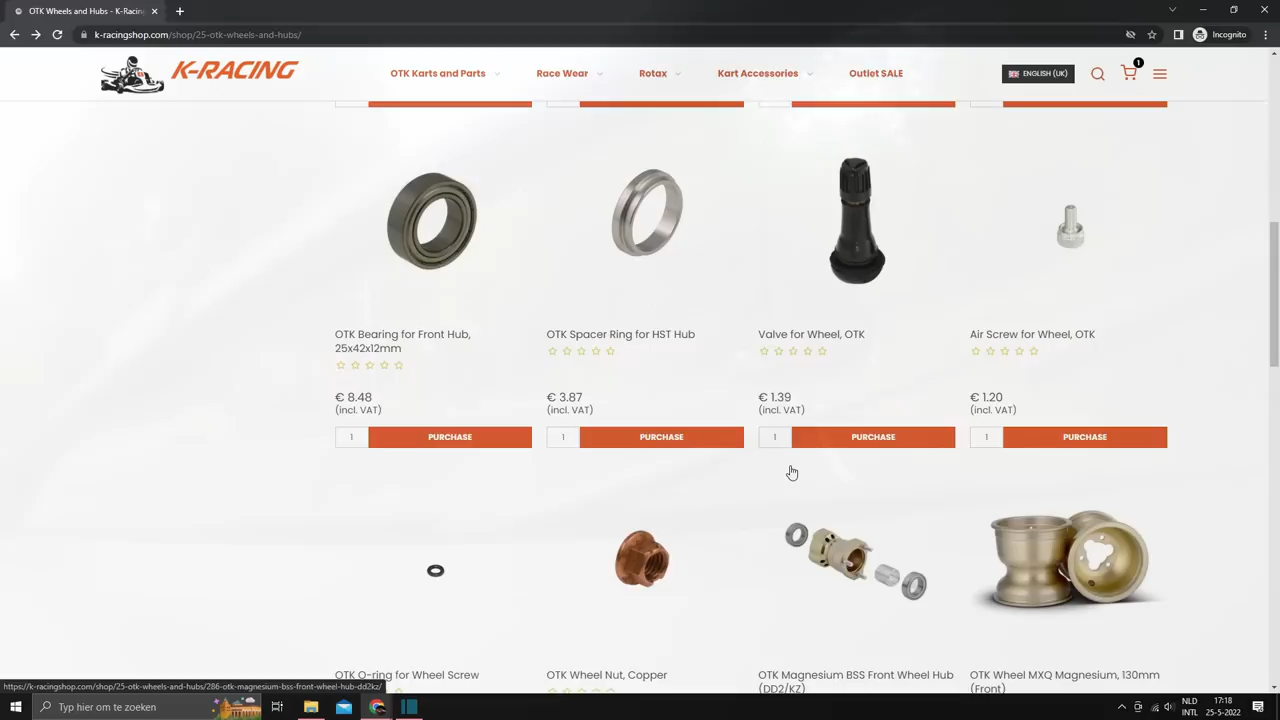 OTK Wheels and H
k-racingshop.com/shop/25-otk-wheels-and-hubs/
Incognito
K-RACING
OTK Karts and Parts
Race Wear
Rotax
Kart Accessories
Outlet SALE
ENGLISH (UK)
1
OTK Bearing for Front Hub,
25x42x12mm
€ 8.48
(incl. VAT)
1
PURCHASE
OTK Spacer Ring for HST Hub
€ 3.87
(incl. VAT)
1
PURCHASE
Valve for Wheel, OTK
€ 1.39
(incl. VAT)
1
PURCHASE
Air Screw for Wheel, OTK
€ 1.20
(incl. VAT)
1
PURCHASE
OTK O-ring for Wheel Screw
OTK Wheel Nut, Copper
OTK Magnesium BSS Front Wheel Hub
(DD2/KZ)
OTK Wheel MXQ Magnesium, 130mm
(Front)
https://k-racingshop.com/shop/25-otk-wheels-and-hubs/286-otk-magnesium-bss-front-wheel-hub-dd2kz/
Typ hier om te zoeken
NLD
INTL
17:18
25-5-2022